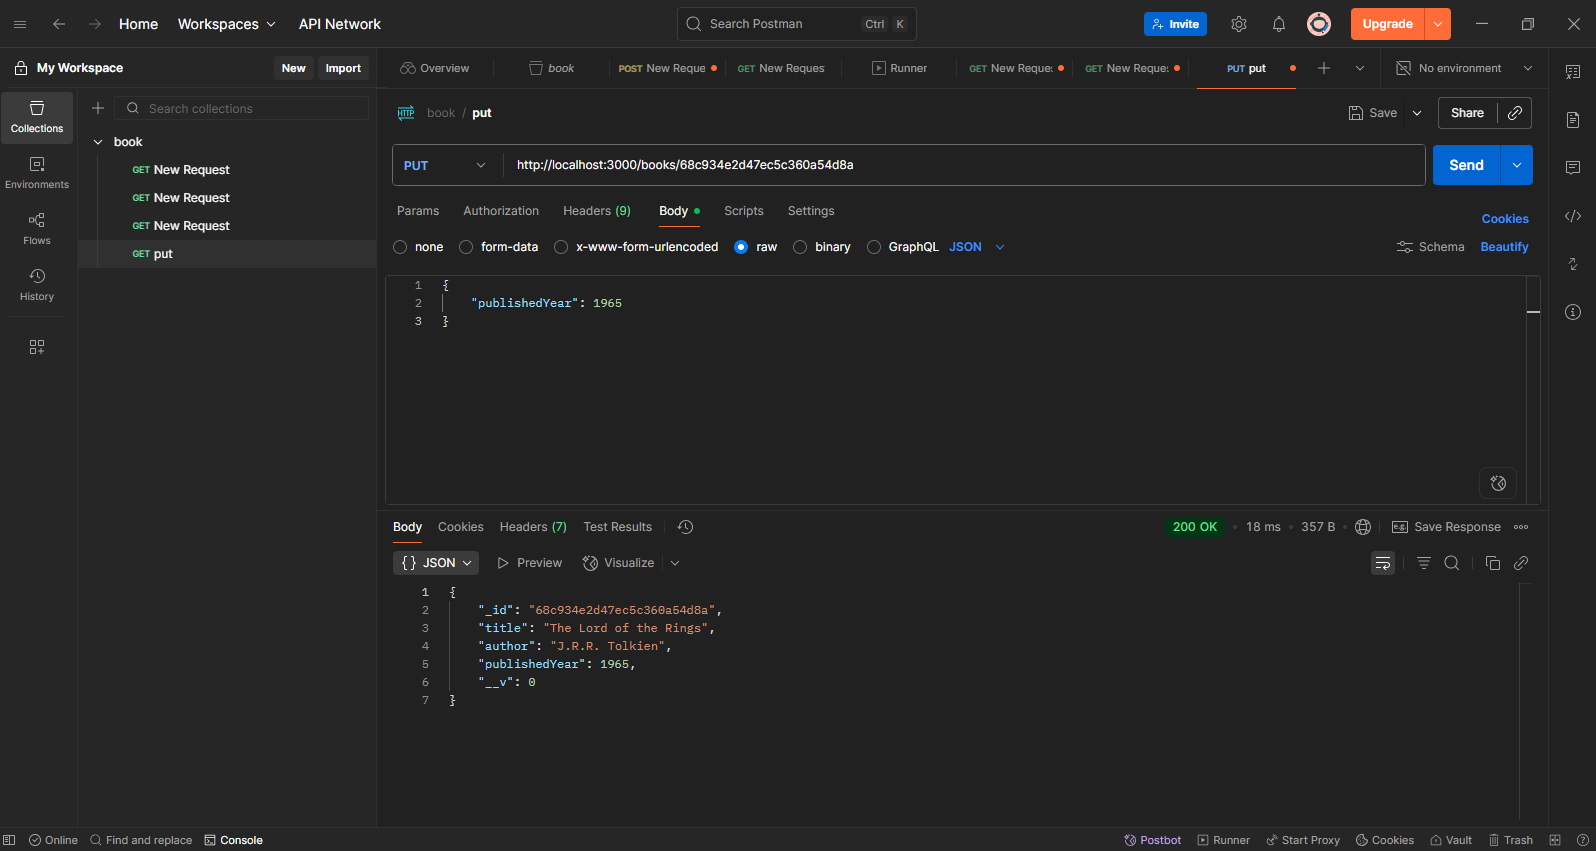 Home Workspaces API Network Search Postman Ctrl K Invite Upgrade
My Workspace New Import Overview book POST New Reque GET New Reques Runner GET New Reque GET New Reque PUT put No environment
Collections
Environments
Flows
History
Search collections
book
GET New Request
GET New Request
GET New Request
GET put
HTTP book / put Save Share
PUT http://localhost:3000/books/68c934e2d47ec5c360a54d8a Send
Params Authorization Headers (9) Body Scripts Settings Cookies
none form-data x-www-form-urlencoded raw binary GraphQL JSON Schema Beautify
1 {
2 "publishedYear": 1965
3 }
Body Cookies Headers (7) Test Results 200 OK • 18 ms • 357 B • e.g. Save Response
{} JSON Preview Visualize
1 {
2 "_id": "68c934e2d47ec5c360a54d8a",
3 "title": "The Lord of the Rings",
4 "author": "J.R.R. Tolkien",
5 "publishedYear": 1965,
6 "__v": 0
7 }
Online Find and replace Console Postbot Runner Start Proxy Cookies Vault Trash